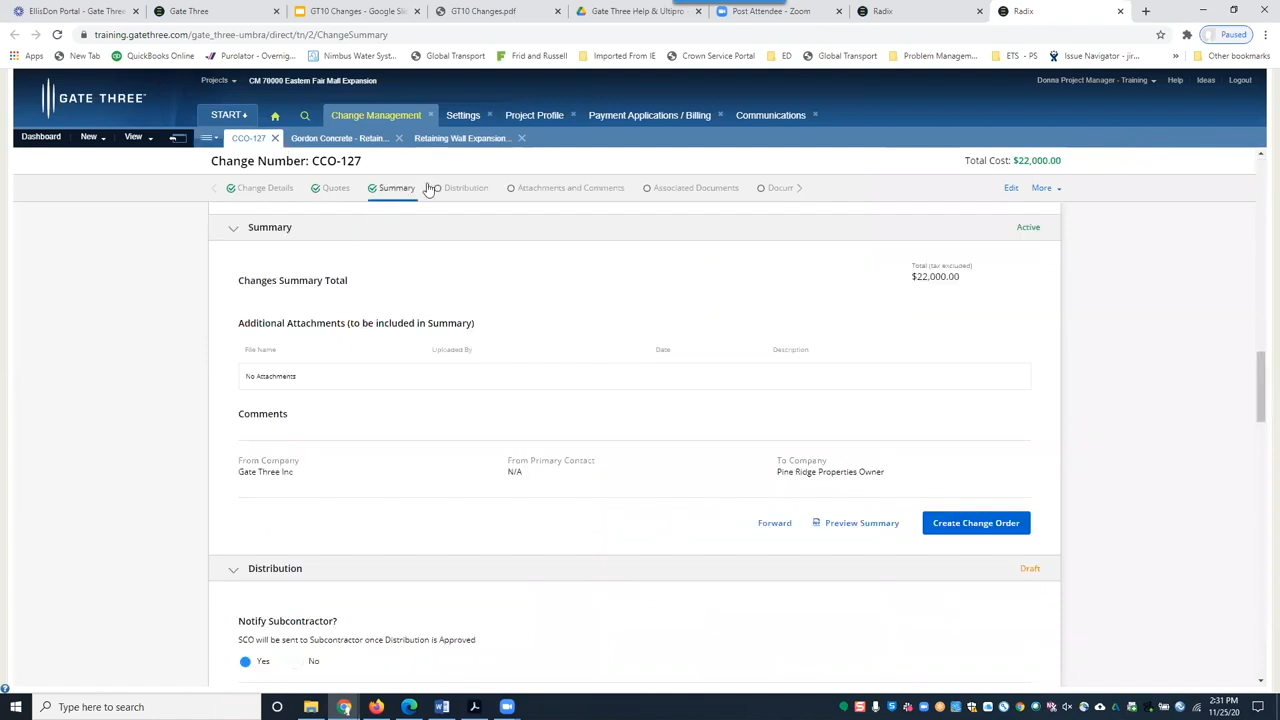 EllisDon Portal - Gate Three:
Gate Three
GT10 Changes - Google Sli
GT10 Changes.pdf
Gate Three Help & Ultipro
Post Attendee - Zoom
Radix
Radix
training.gatethree.com/gate_three-umbra/direct/tn/2/ChangeSummary
Paused
Apps
New Tab
QuickBooks Online
Purolator - Overnig...
Nimbus Water Syst...
Global Transport
Frid and Russell
Imported From IE
Crown Service Portal
ED
Global Transport
Problem Managem...
ETS - PS
Issue Navigator - jir...
»
Other bookmarks
GATE THREE
Projects
CM 70000 Eastern Fair Mall Expansion
Donna Project Manager - Training
Help
Ideas
Logout
START
Change Management
Settings
Project Profile
Payment Applications / Billing
Communications
Dashboard
New
View
CCO-127
Gordon Concrete - Retain...
Retaining Wall Expansion...
Change Number: CCO-127
Total Cost: $22,000.00
Change Details
Quotes
Summary
Distribution
Attachments and Comments
Associated Documents
Docum
Edit
More
Summary
Active
Changes Summary Total
Total (tax excluded)
$22,000.00
Additional Attachments (to be included in Summary)
File Name
Uploaded By
Date
Description
No Attachments
Comments
From Company
From Primary Contact
To Company
Gate Three Inc
N/A
Pine Ridge Properties Owner
Forward
Preview Summary
Create Change Order
Distribution
Draft
Notify Subcontractor?
SCO will be sent to Subcontractor once Distribution is Approved
Yes
No
Type here to search
2:31 PM
11/25/20